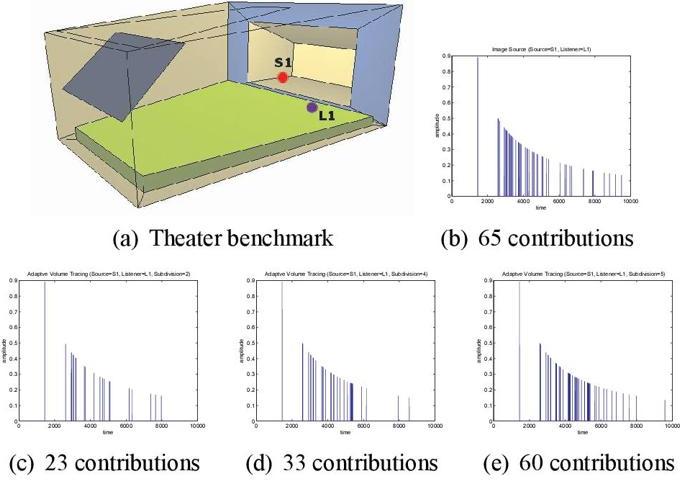 S1
L1
(a) Theater benchmark
Image Source (Source=S1, Listener=L1)
amplitude
0.9
0.8
0.7
0.6
0.5
0.4
0.3
0.2
0.1
0
0 2000 4000 6000 8000 10000
time
(b) 65 contributions
Adaptive Volume Tracing (Source=S1, Listener=L1, Subdivision=2)
amplitude
0.9
0.8
0.7
0.6
0.5
0.4
0.3
0.2
0.1
0
0 2000 4000 6000 8000 10000
time
(c) 23 contributions
Adaptive Volume Tracing (Source=S1, Listener=L1, Subdivision=4)
amplitude
0.9
0.8
0.7
0.6
0.5
0.4
0.3
0.2
0.1
0
0 2000 4000 6000 8000 10000
time
(d) 33 contributions
Adaptive Volume Tracing (Source=S1, Listener=L1, Subdivision=5)
amplitude
0.9
0.8
0.7
0.6
0.5
0.4
0.3
0.2
0.1
0
0 2000 4000 6000 8000 10000
time
(e) 60 contributions